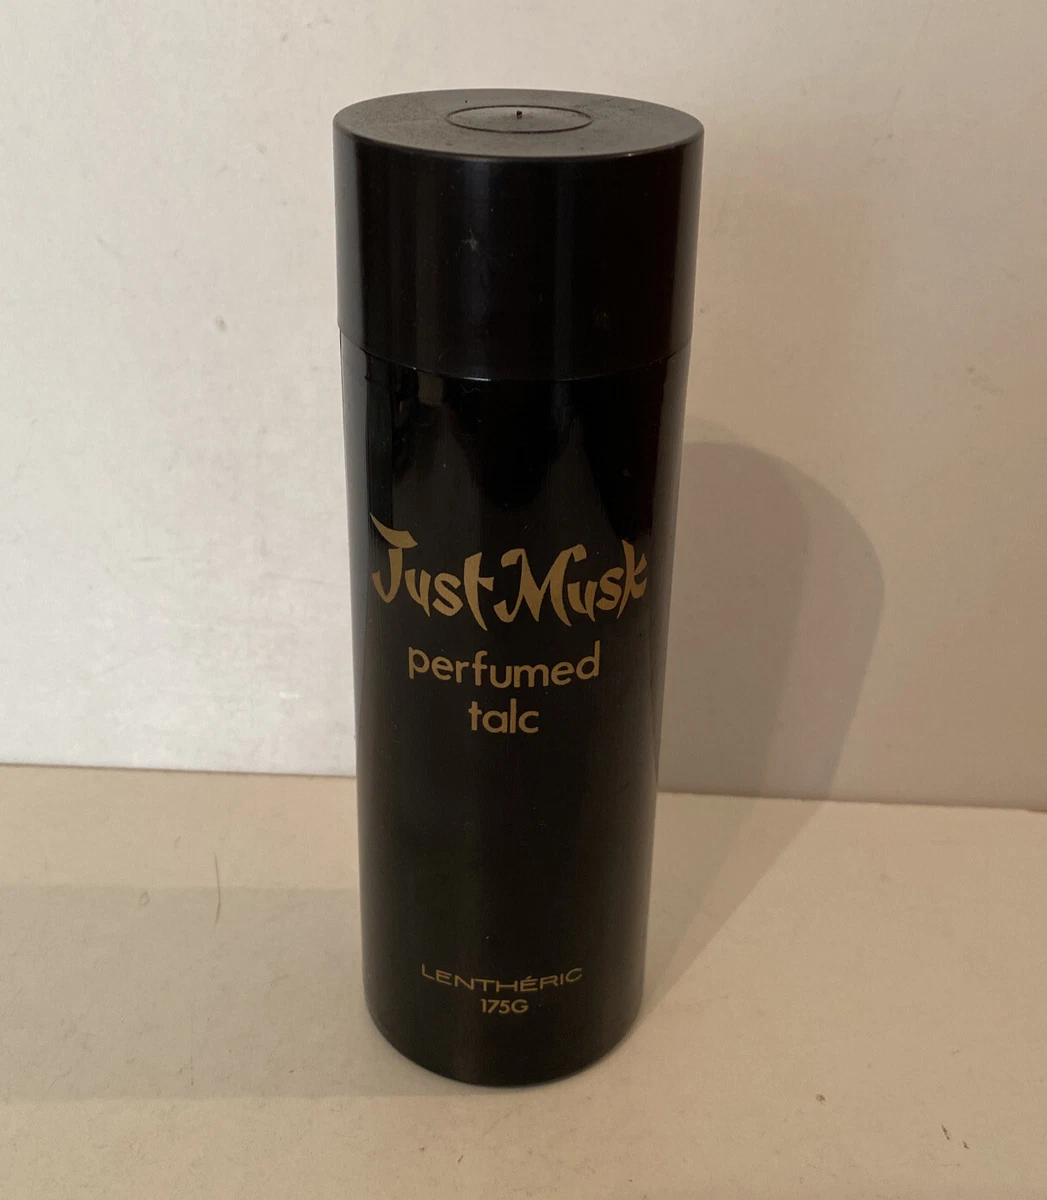 Just Musk
perfumed
talc
LENTHÉRIC
175G